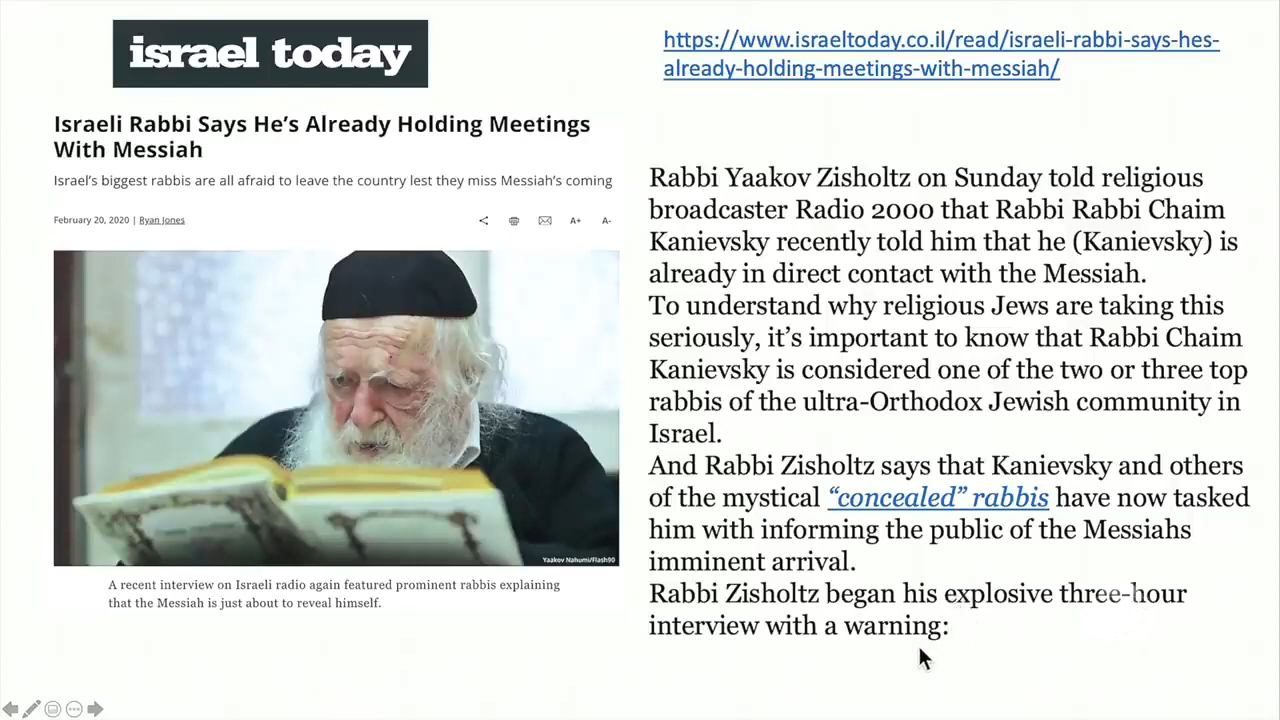 israel today
Israeli Rabbi Says He’s Already Holding Meetings
With Messiah
Israel’s biggest rabbis are all afraid to leave the country lest they miss Messiah’s coming
February 20, 2020 | Ryan Jones
A+ A-
Yaakov Nahumi/Flash90
A recent interview on Israeli radio again featured prominent rabbis explaining
that the Messiah is just about to reveal himself.
https://www.israeltoday.co.il/read/israeli-rabbi-says-hes-
already-holding-meetings-with-messiah/
Rabbi Yaakov Zisholtz on Sunday told religious
broadcaster Radio 2000 that Rabbi Rabbi Chaim
Kanievsky recently told him that he (Kanievsky) is
already in direct contact with the Messiah.
To understand why religious Jews are taking this
seriously, it’s important to know that Rabbi Chaim
Kanievsky is considered one of the two or three top
rabbis of the ultra-Orthodox Jewish community in
Israel.
And Rabbi Zisholtz says that Kanievsky and others
of the mystical “concealed” rabbis have now tasked
him with informing the public of the Messiahs
imminent arrival.
Rabbi Zisholtz began his explosive three-hour
interview with a warning: